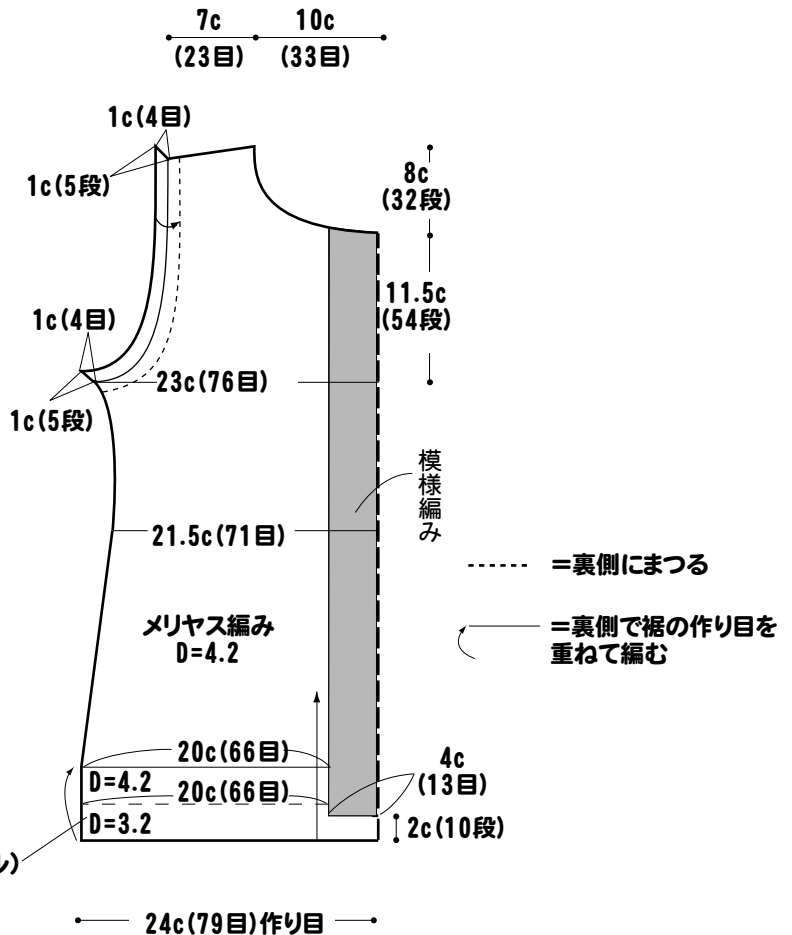 7c
(23目)
10c
(33目)
1c(4目)
1c(5段)
8c
(32段)
11.5c
(54段)
1c(4目)
23c(76目)
1c(5段)
模様編み
21.5c(71目)
=裏側にまつる
メリヤス編み
D=4.2
=裏側で裾の作り目を
重ねて編む
20c(66目)
4c
(13目)
D=4.2
20c(66目)
D=3.2
2c(10段)
ル)
24c(79目)作り目